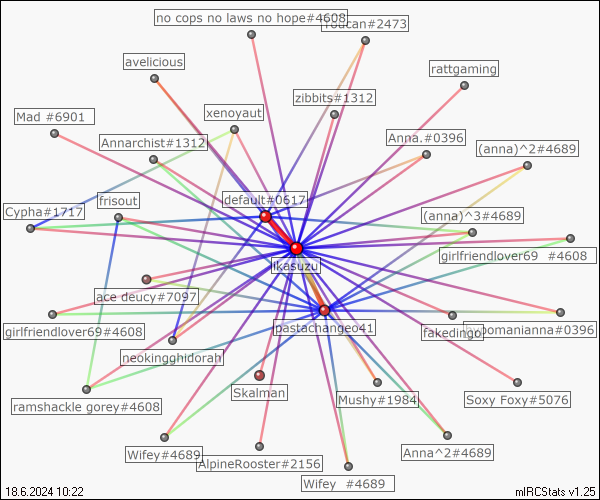 no cops no laws no hope#4608
Toucan#2473
avelicious
rattgaming
zibbits#1312
Mad #6901
xenoyaut
Annarchist#1312
Anna.#0396
(anna)^2#4689
frisout
default#0617
Cypha#1717
(anna)^3#4689
girlfriendlover69 #4608
ikasuzu
ace deucy#7097
girlfriendlover69#4608
pastachangeo41
fakedingo
omanianna#0396
neokingghidorah
Skalman
Mushy#1984
Soxy Foxy#5076
ramshackle gorey#4608
Wifey#4689
AlpineRooster#2156
Anna^2#4689
Wifey #4689
18.6.2024 10:22
mIRCStats v1.25